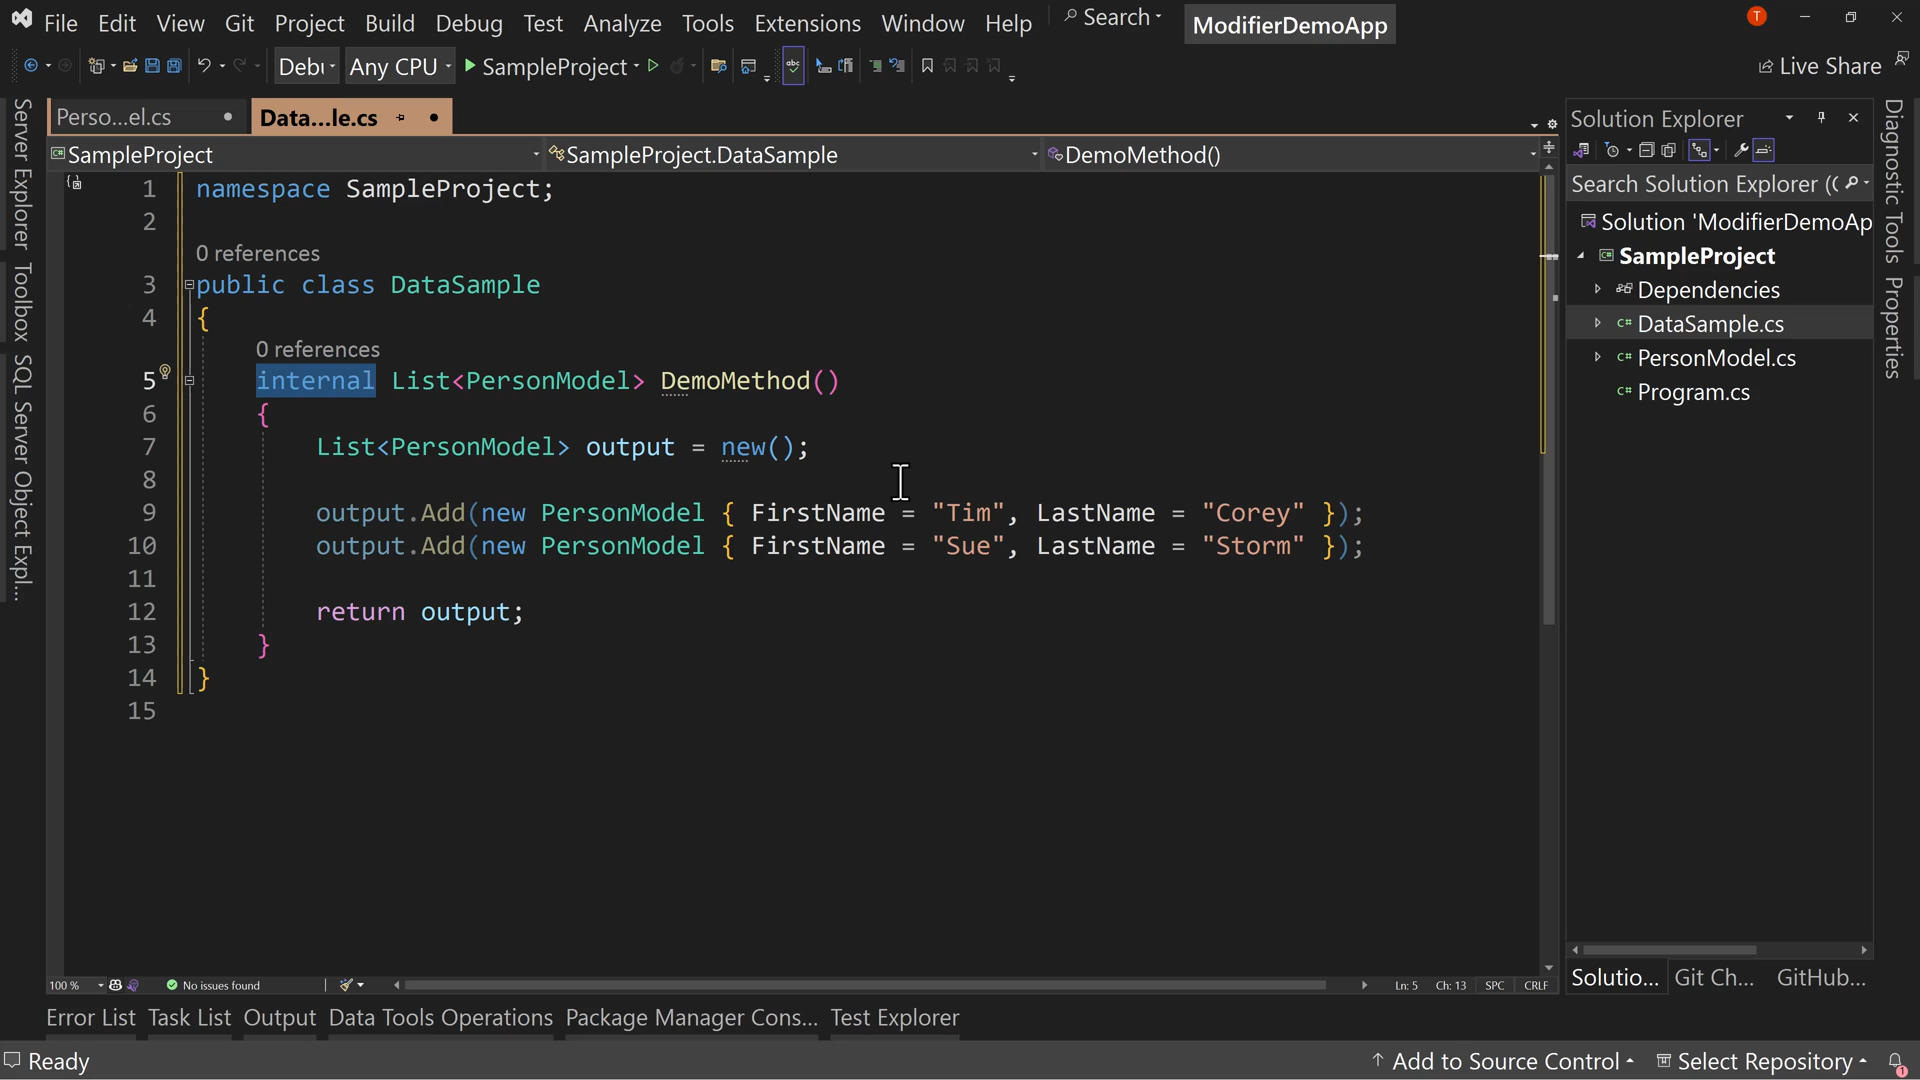 File Edit View Git Project Build Debug Test Analyze Tools Extensions Window Help Search ModifierDemoApp T
Debu Any CPU SampleProject abc Live Share
Perso...el.cs Data...le.cs
SampleProject SampleProject.DataSample DemoMethod()
1 namespace SampleProject;
2
0 references
3 public class DataSample
4 {
0 references
5 internal List<PersonModel> DemoMethod()
6 {
7 List<PersonModel> output = new();
8
9 output.Add(new PersonModel { FirstName = "Tim", LastName = "Corey" });
10 output.Add(new PersonModel { FirstName = "Sue", LastName = "Storm" });
11
12 return output;
13 }
14 }
15
100 % No issues found Ln: 5 Ch: 13 SPC CRLF
Server Explorer
Toolbox
SQL Server Object Expl...
Solution Explorer
Search Solution Explorer ((
Solution 'ModifierDemoAp
SampleProject
Dependencies
C# DataSample.cs
C# PersonModel.cs
C# Program.cs
Solutio... Git Ch... GitHub...
Diagnostic Tools
Properties
Error List Task List Output Data Tools Operations Package Manager Cons... Test Explorer
Ready Add to Source Control Select Repository 1